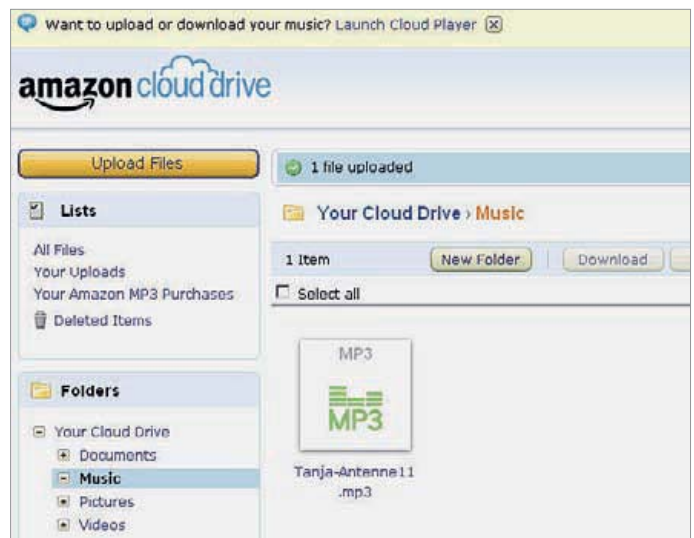 Want to upload or download your music? Launch Cloud Player
amazon cloud drive
Upload Files
1 file uploaded
Lists
All Files
Your Uploads
Your Amazon MP3 Purchases
Deleted Items
Your Cloud Drive › Music
1 Item New Folder Download
Select all
MP3
MP3
Tanja-Antenne11
.mp3
Folders
Your Cloud Drive
Documents
Music
Pictures
Videos